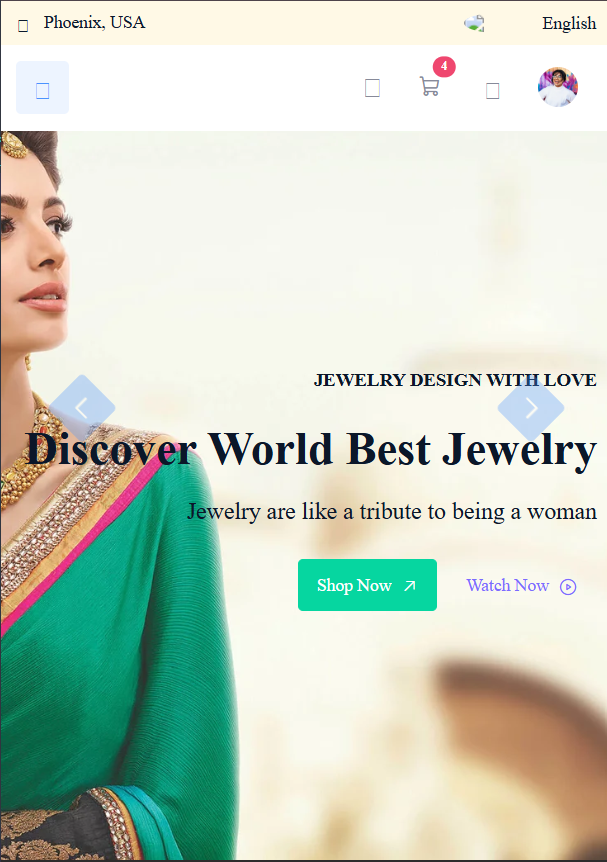 Phoenix, USA
English
4
JEWELRY DESIGN WITH LOVE
Discover World Best Jewelry
Jewelry are like a tribute to being a woman
Shop Now
Watch Now